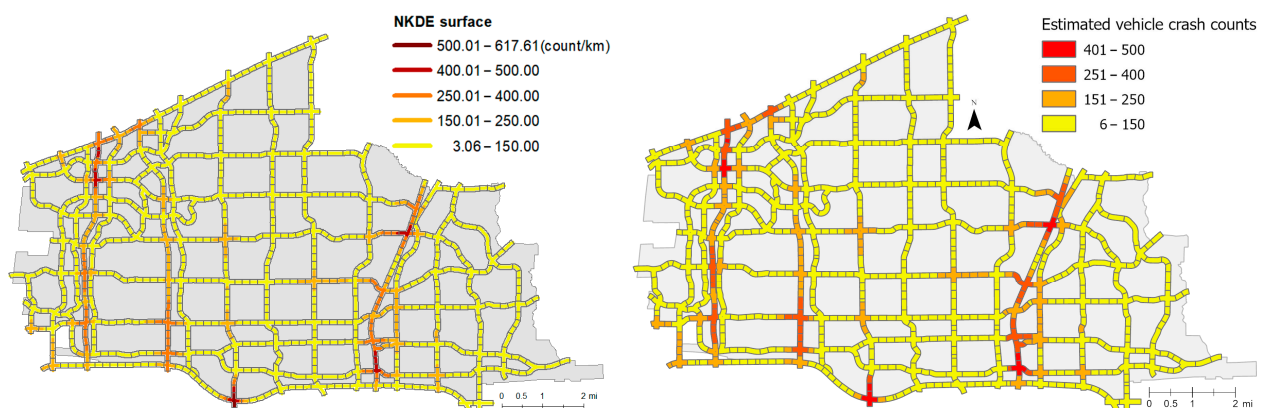 NKDE surface
500.01 – 617.61(count/km)
400.01 – 500.00
250.01 – 400.00
150.01 – 250.00
3.06 – 150.00
0 0.5 1 2 mi
Estimated vehicle crash counts
401 – 500
251 – 400
151 – 250
6 – 150
N
0 0.5 1 2 mi